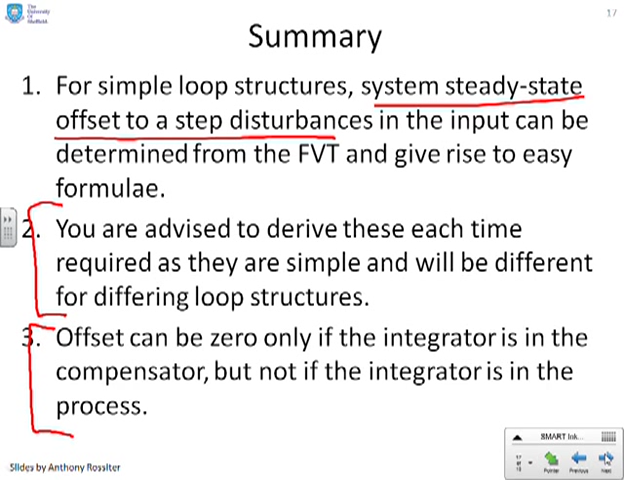 The
University
Of
Sheffield.
17
Summary
1. For simple loop structures, system steady-state
offset to a step disturbances in the input can be
determined from the FVT and give rise to easy
formulae.
2. You are advised to derive these each time
required as they are simple and will be different
for differing loop structures.
3. Offset can be zero only if the integrator is in the
compensator, but not if the integrator is in the
process.
SMART Ink...
Pointer Previous Next
Slides by Anthony Rossiter